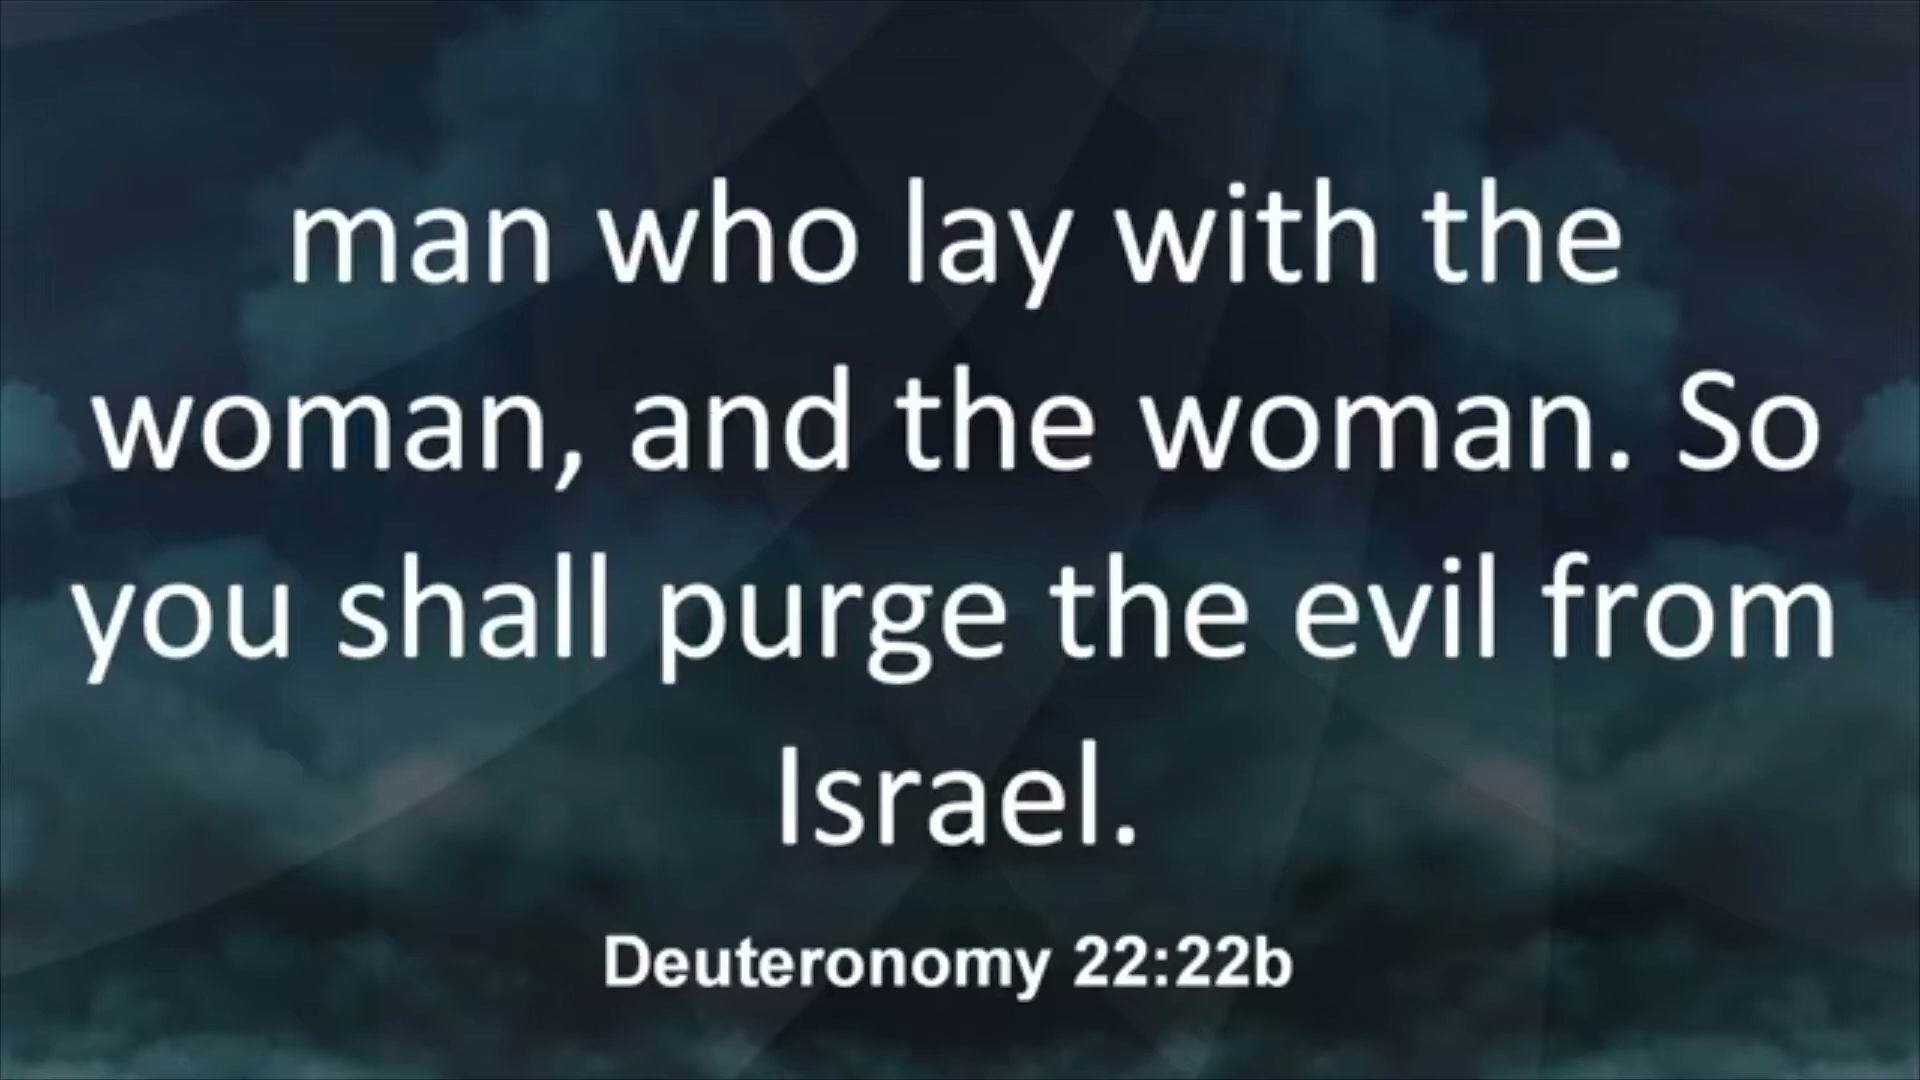 man who lay with the
woman, and the woman. So
you shall purge the evil from
Israel.
Deuteronomy 22:22b